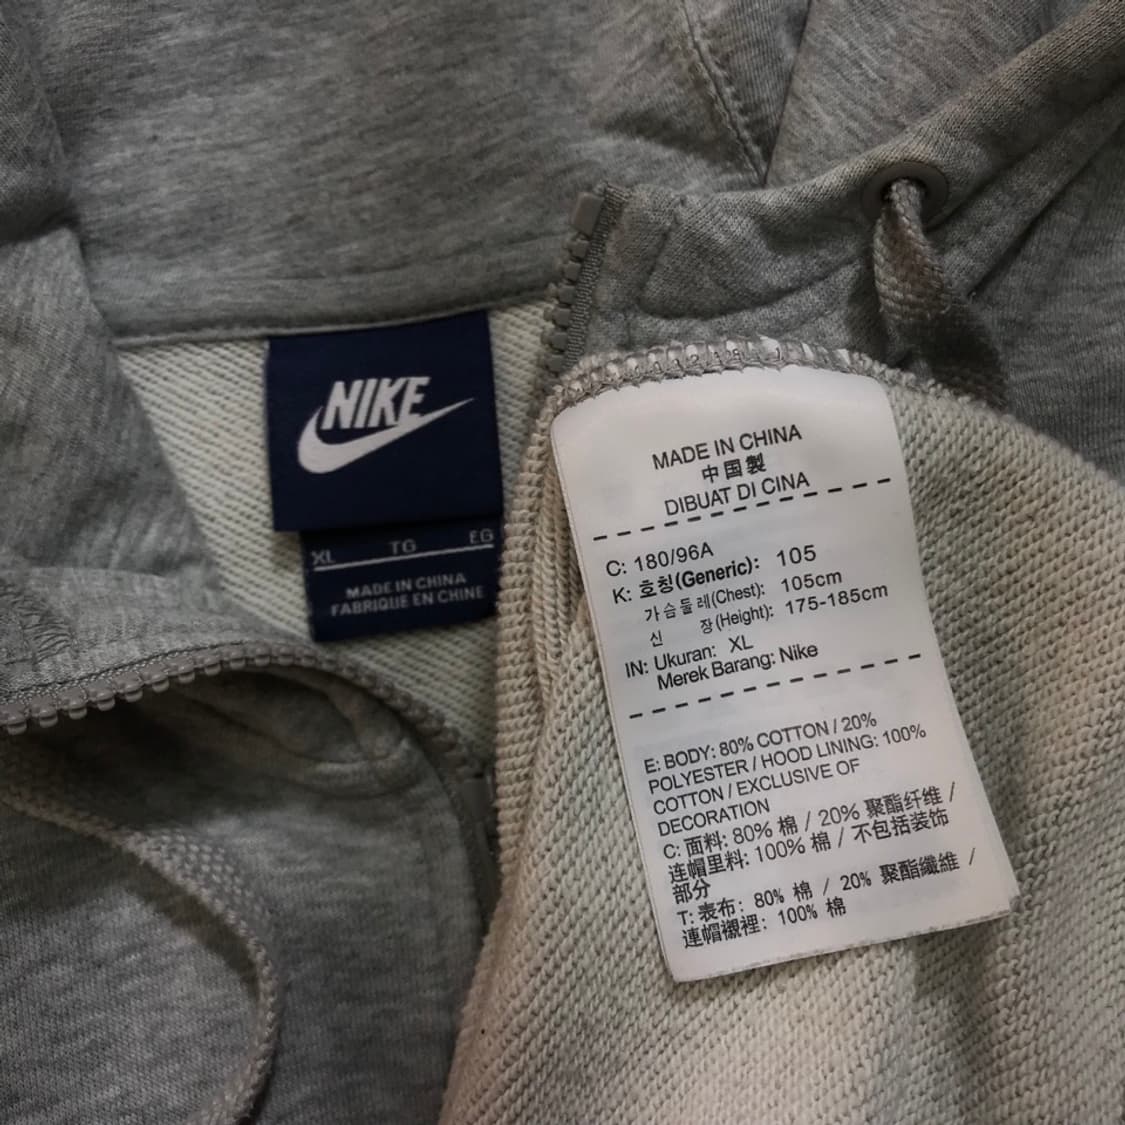 NIKE
XL TG EG
MADE IN CHINA
FABRIQUE EN CHINE
MADE IN CHINA
中国製
DIBUAT DI CINA
C: 180/96A
K: 호칭(Generic): 105
가슴둘레(Chest): 105cm
신 장(Height): 175-185cm
IN: Ukuran: XL
Merek Barang: Nike
E: BODY: 80% COTTON / 20%
POLYESTER / HOOD LINING: 100%
COTTON / EXCLUSIVE OF
DECORATION
C: 面料: 80% 棉 / 20% 聚酯纤维 /
连帽里料: 100% 棉 / 不包括装饰
部分
T: 表布: 80% 棉 / 20% 聚酯纖維 /
連帽襯裡: 100% 棉